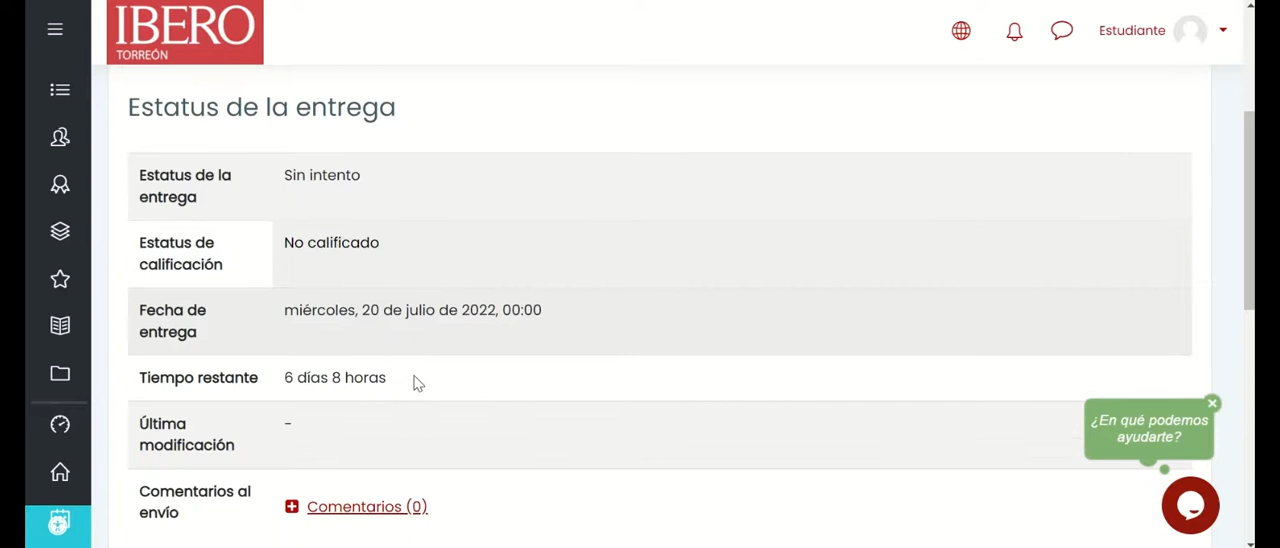 IBERO
TORREÓN
Estudiante
Estatus de la entrega
Estatus de la
entrega
Sin intento
Estatus de
calificación
No calificado
Fecha de
entrega
miércoles, 20 de julio de 2022, 00:00
Tiempo restante
6 días 8 horas
Última
modificación
-
Comentarios al
envío
Comentarios (0)
¿En qué podemos
ayudarte?